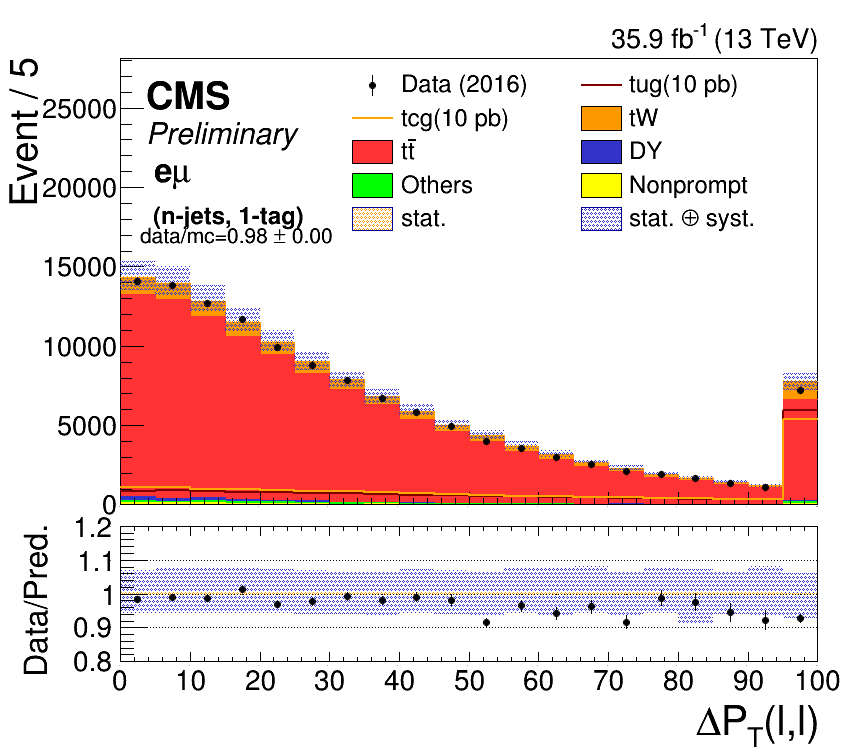 35.9 fb⁻¹ (13 TeV)
Event / 5
25000
20000
15000
10000
5000
0
CMS
Preliminary
eμ
(n-jets, 1-tag)
data/mc=0.98 ± 0.00
Data (2016)
tug(10 pb)
tcg(10 pb)
tW
tt̄
DY
Others
Nonprompt
stat.
stat. ⊕ syst.
Data/Pred.
1.2
1.1
1
0.9
0.8
0 10 20 30 40 50 60 70 80 90 100
ΔP_T(l,l)